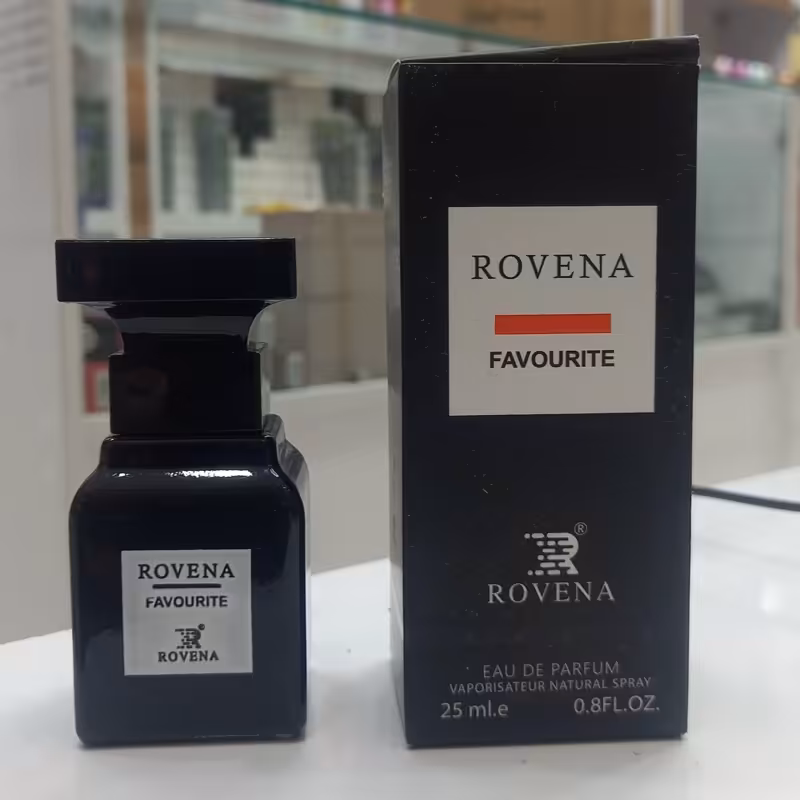 ROVENA
FAVOURITE
ROVENA
ROVENA
FAVOURITE
®
ROVENA
EAU DE PARFUM
VAPORISATEUR NATURAL SPRAY
25 ml.e 0.8FL.OZ.